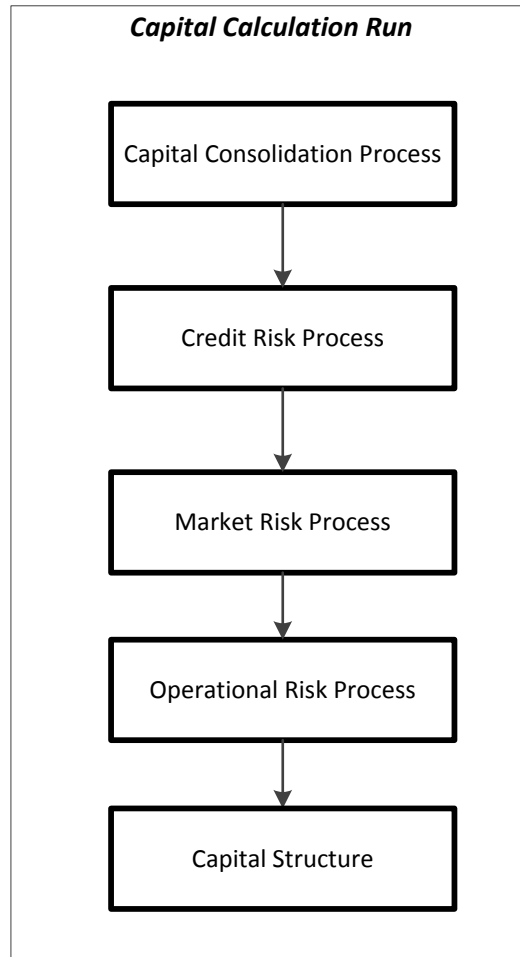 Capital Calculation Run
Capital Consolidation Process
Credit Risk Process
Market Risk Process
Operational Risk Process
Capital Structure